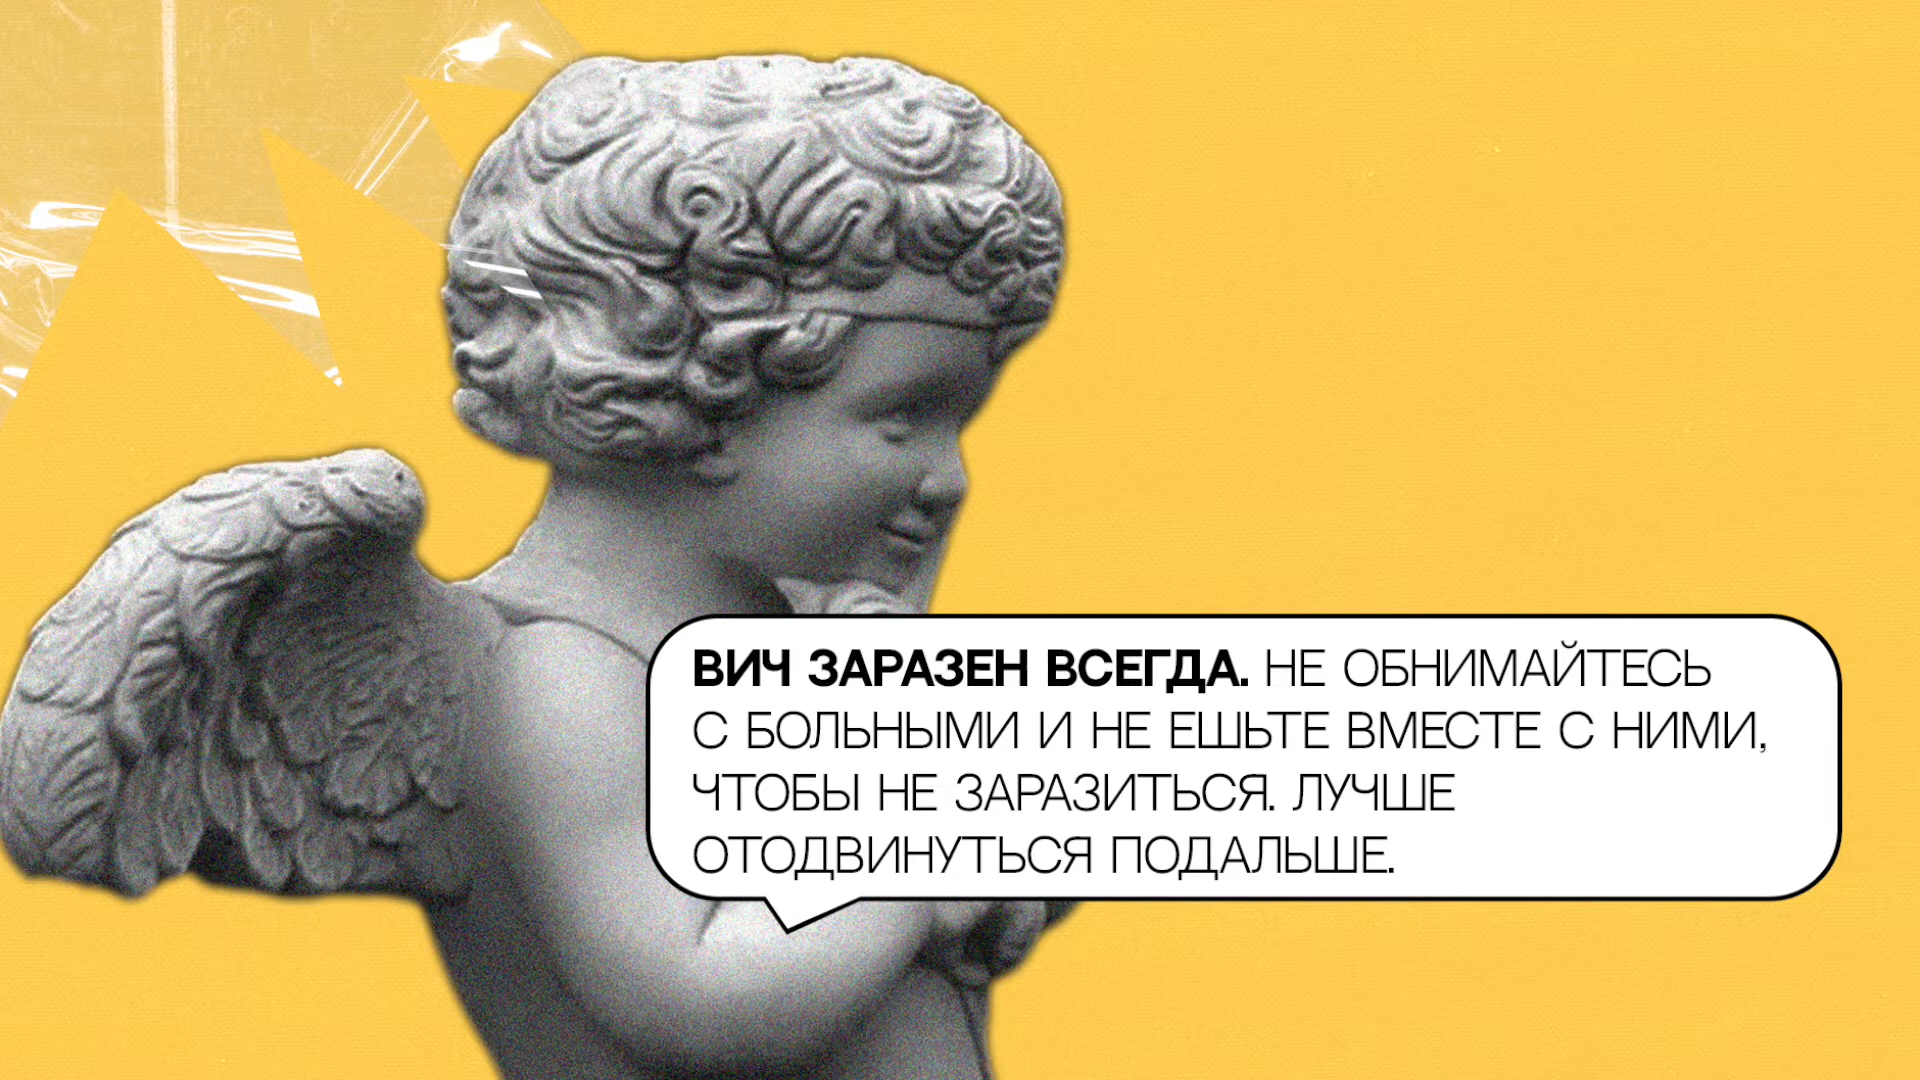 ВИЧ ЗАРАЗЕН ВСЕГДА. НЕ ОБНИМАЙТЕСЬ
С БОЛЬНЫМИ И НЕ ЕШЬТЕ ВМЕСТЕ С НИМИ,
ЧТОБЫ НЕ ЗАРАЗИТЬСЯ. ЛУЧШЕ
ОТОДВИНУТЬСЯ ПОДАЛЬШЕ.